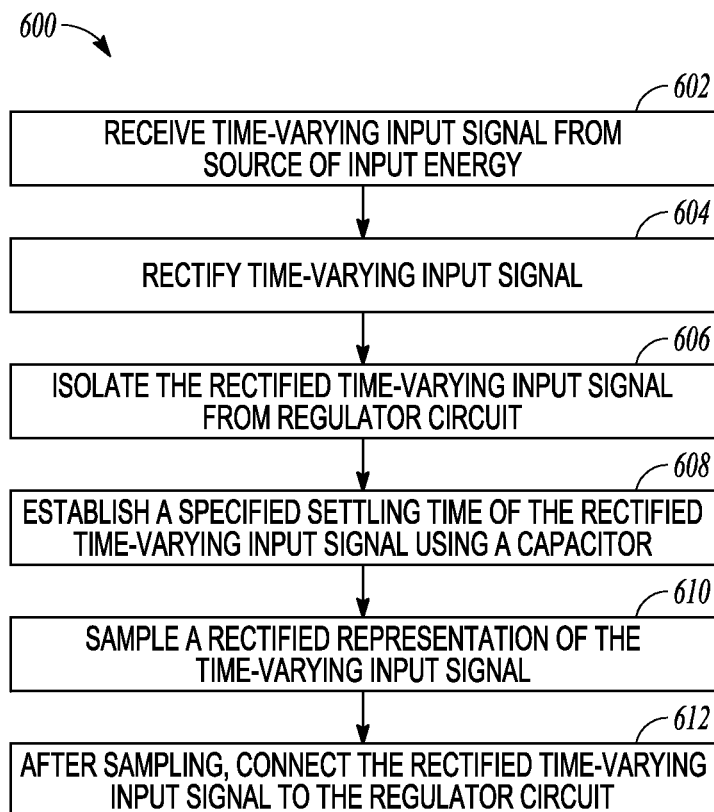 600
602
RECEIVE TIME-VARYING INPUT SIGNAL FROM
SOURCE OF INPUT ENERGY
604
RECTIFY TIME-VARYING INPUT SIGNAL
606
ISOLATE THE RECTIFIED TIME-VARYING INPUT SIGNAL
FROM REGULATOR CIRCUIT
608
ESTABLISH A SPECIFIED SETTLING TIME OF THE RECTIFIED
TIME-VARYING INPUT SIGNAL USING A CAPACITOR
610
SAMPLE A RECTIFIED REPRESENTATION OF THE
TIME-VARYING INPUT SIGNAL
612
AFTER SAMPLING, CONNECT THE RECTIFIED TIME-VARYING
INPUT SIGNAL TO THE REGULATOR CIRCUIT